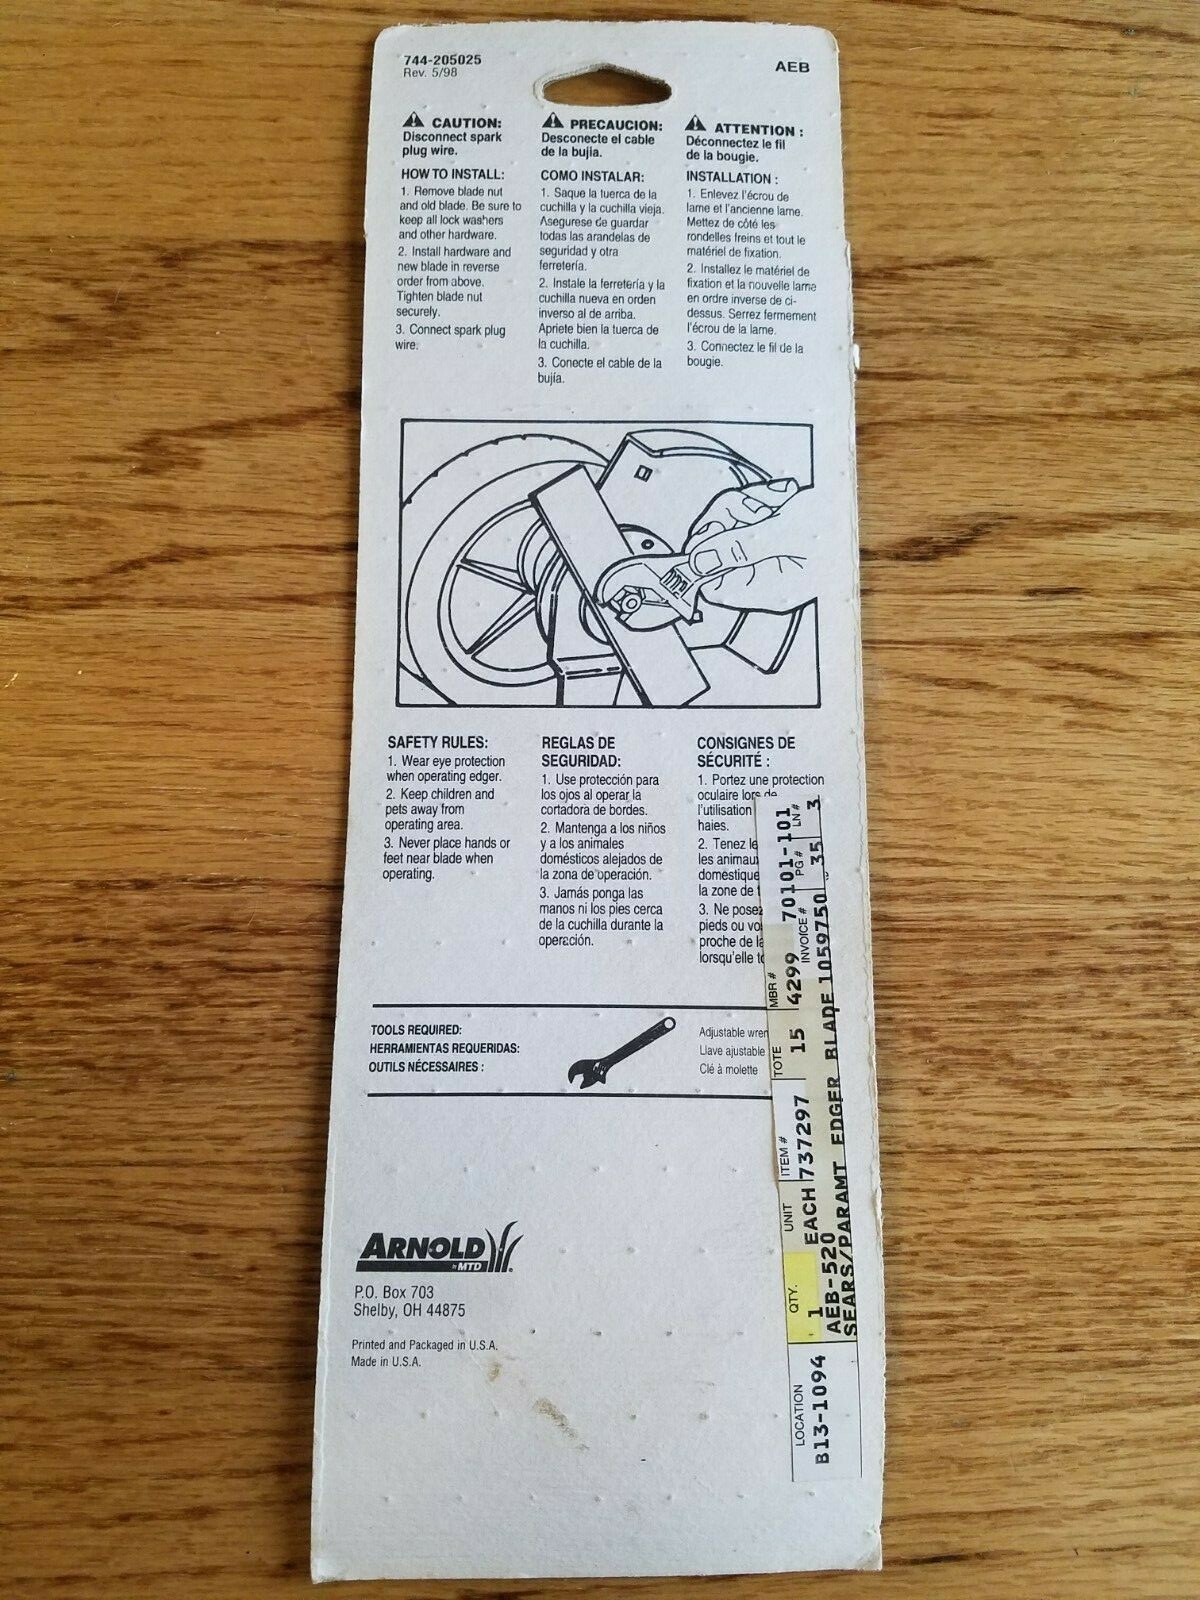 744-205025
Rev. 5/98
AEB
CAUTION:
Disconnect spark
plug wire.
HOW TO INSTALL:
1. Remove blade nut
and old blade. Be sure to
keep all lock washers
and other hardware.
2. Install hardware and
new blade in reverse
order from above.
Tighten blade nut
securely.
3. Connect spark plug
wire.
PRECAUCION:
Desconecte el cable
de la bujia.
COMO INSTALAR:
1. Saque la tuerca de la
cuchilla y la cuchilla vieja.
Asegurese de guardar
todas las arandelas de
seguridad y otra
ferretería.
2. Instale la ferretería y la
cuchilla nueva en orden
inverso al de arriba.
Apriete bien la tuerca de
la cuchilla.
3. Conecte el cable de la
bujía.
ATTENTION :
Déconnectez le fil
de la bougie.
INSTALLATION :
1. Enlevez l'écrou de
lame et l'ancienne lame.
Mettez de côté les
rondelles freins et tout le
matériel de fixation.
2. Installez le matériel de
fixation et la nouvelle lame
en ordre inverse de ci-
dessus. Serrez fermement
l'écrou de la lame.
3. Connectez le fil de la
bougie.
SAFETY RULES:
1. Wear eye protection
when operating edger.
2. Keep children and
pets away from
operating area.
3. Never place hands or
feet near blade when
operating.
REGLAS DE
SEGURIDAD:
1. Use protección para
los ojos al operar la
cortadora de bordes.
2. Mantenga a los niños
y a los animales
domésticos alejados de
la zona de operación.
3. Jamás ponga las
manos ni los pies cerca
de la cuchilla durante la
operación.
CONSIGNES DE
SÉCURITÉ :
1. Portez une protection
oculaire lors de
l'utilisation
haies.
2. Tenez le
les animau
domestique
la zone de t
3. Ne posez
pieds ou vo
proche de la
lorsqu'elle to
TOOLS REQUIRED:
HERRAMIENTAS REQUERIDAS:
OUTILS NÉCESSAIRES :
Adjustable wren
Llave ajustable
Clé à molette
ARNOLD
by MTD
P.O. Box 703
Shelby, OH 44875
Printed and Packaged in U.S.A.
Made in U.S.A.
LOCATION QTY. UNIT ITEM # TOTE MBR #
B13-1094 1 EACH 737297 15 4299 70101-101
INVOICE # PG # LN #
AEB-520 1059750 35 3
SEARS/PARAMT EDGER BLADE